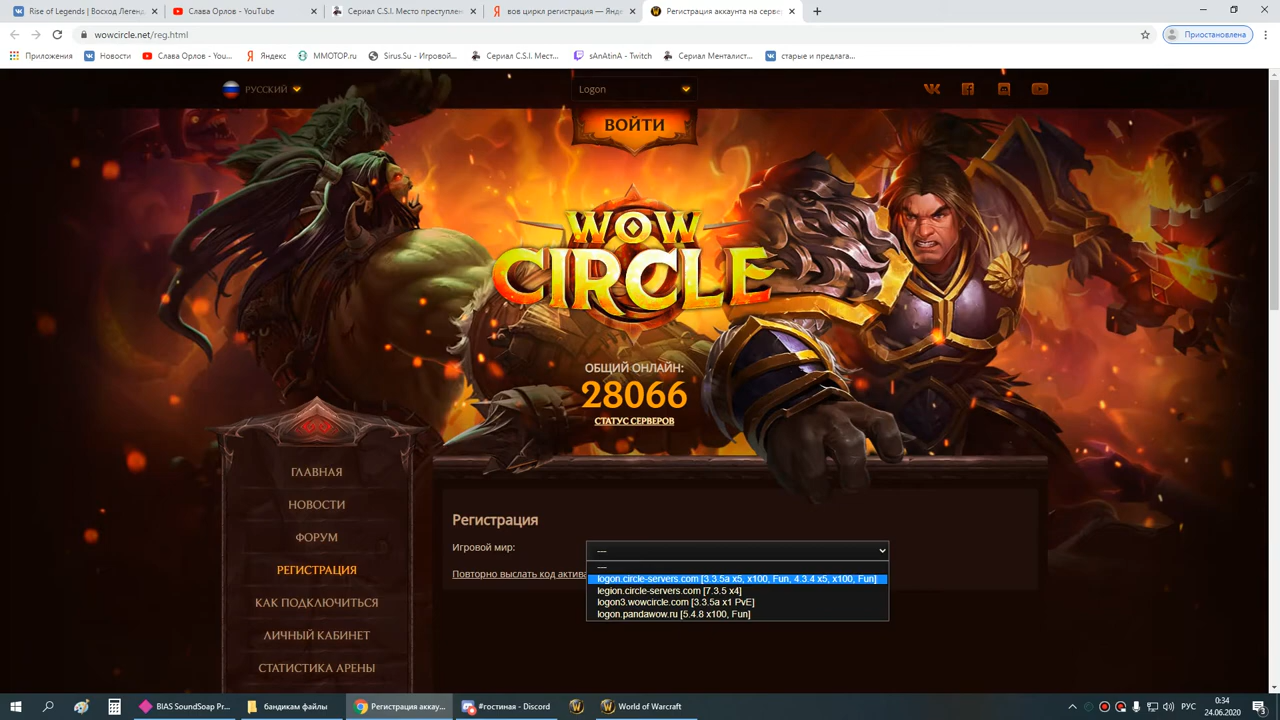 Rise of Legends | Восход Легенд
Слава Орлов - YouTube
Сериал C.S.I. Место преступлен
вов циркл регистрация — Янде
Регистрация аккаунта на серве
wowcircle.net/reg.html
Приостановлена
Приложения
Новости
Слава Орлов - You...
Яндекс
MMOTOP.ru
Sirus.Su - Игровой...
Сериал C.S.I. Мест...
sAnAtinA - Twitch
Сериал Менталист...
старые и предлага...
РУССКИЙ
Logon
ВОЙТИ
WOW
CIRCLE
ОБЩИЙ ОНЛАЙН:
28066
СТАТУС СЕРВЕРОВ
ГЛАВНАЯ
НОВОСТИ
ФОРУМ
РЕГИСТРАЦИЯ
КАК ПОДКЛЮЧИТЬСЯ
ЛИЧНЫЙ КАБИНЕТ
СТАТИСТИКА АРЕНЫ
Регистрация
Игровой мир:
---
Повторно выслать код актива
---
logon.circle-servers.com [3.3.5a x5, x100, Fun, 4.3.4 x5, x100, Fun]
legion.circle-servers.com [7.3.5 x4]
logon3.wowcircle.com [3.3.5a x1 PvE]
logon.pandawow.ru [5.4.8 x100, Fun]
BIAS SoundSoap Pr...
бандикам файлы
Регистрация аккау...
#гостиная - Discord
World of Warcraft
РУС
0:34
24.06.2020
3